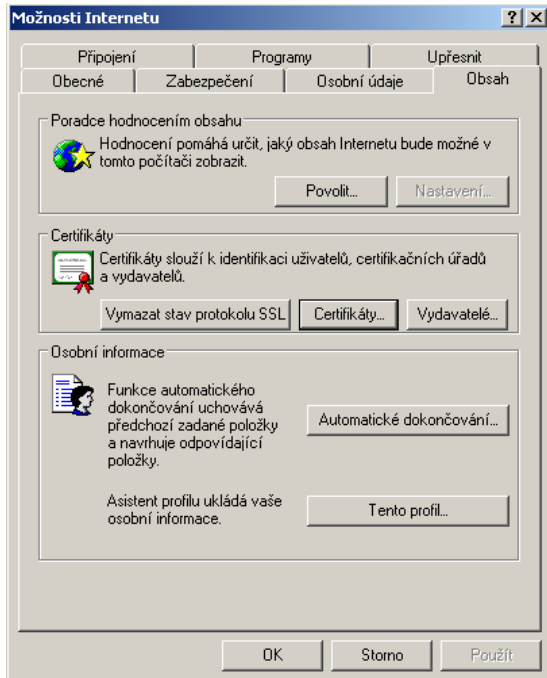 Možnosti Internetu
Připojení Programy Upřesnit
Obecné Zabezpečení Osobní údaje Obsah
Poradce hodnocením obsahu
Hodnocení pomáhá určit, jaký obsah Internetu bude možné v
tomto počítači zobrazit.
Povolit... Nastavení...
Certifikáty
Certifikáty slouží k identifikaci uživatelů, certifikačních úřadů
a vydavatelů.
Vymazat stav protokolu SSL Certifikáty... Vydavatelé...
Osobní informace
Funkce automatického
dokončování uchovává
předchozí zadané položky
a navrhuje odpovídající
položky.
Automatické dokončování...
Asistent profilu ukládá vaše
osobní informace.
Tento profil...
OK Storno Použít